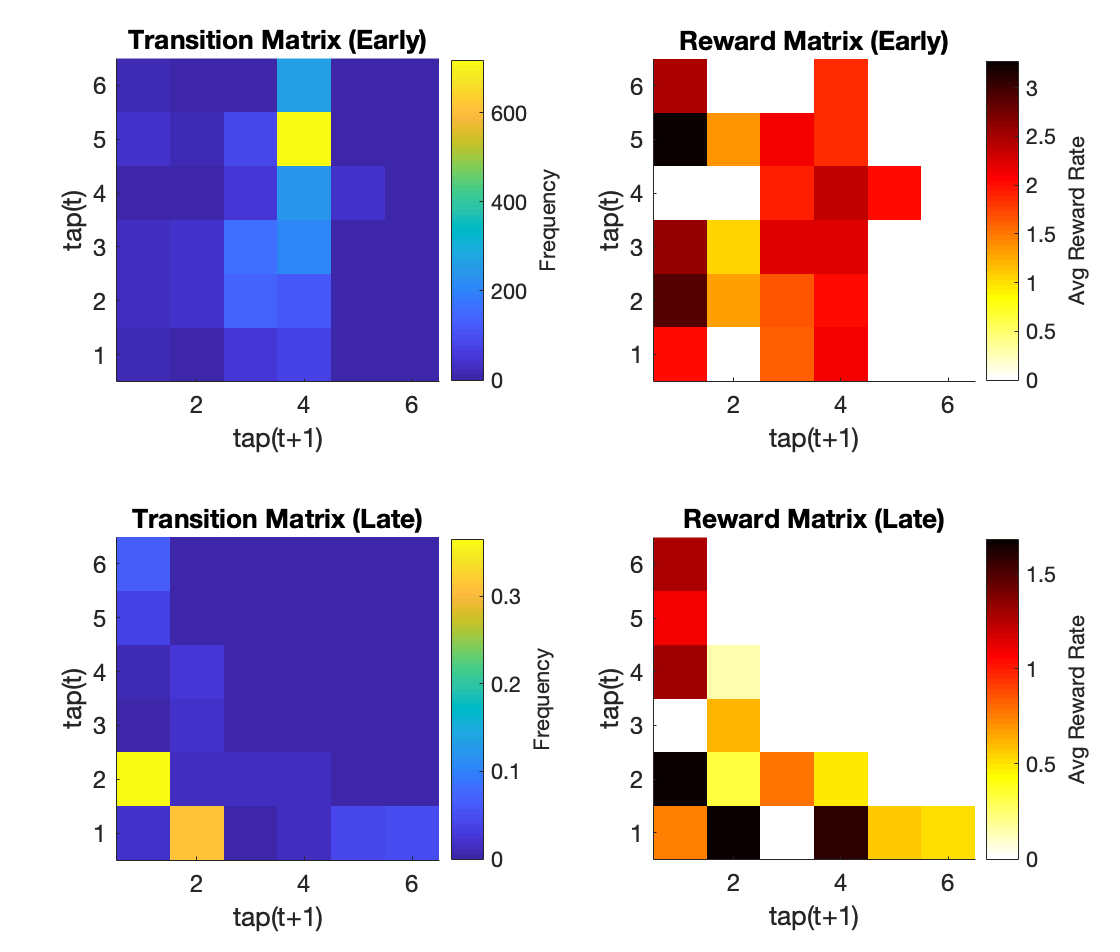 Transition Matrix (Early)
6
5
4
3
2
1
tap(t)
2 4 6
tap(t+1)
600
400
200
0
Frequency
Reward Matrix (Early)
6
5
4
3
2
1
tap(t)
2 4 6
tap(t+1)
3
2.5
2
1.5
1
0.5
0
Avg Reward Rate
Transition Matrix (Late)
6
5
4
3
2
1
tap(t)
2 4 6
tap(t+1)
0.3
0.2
0.1
0
Frequency
Reward Matrix (Late)
6
5
4
3
2
1
tap(t)
2 4 6
tap(t+1)
1.5
1
0.5
0
Avg Reward Rate